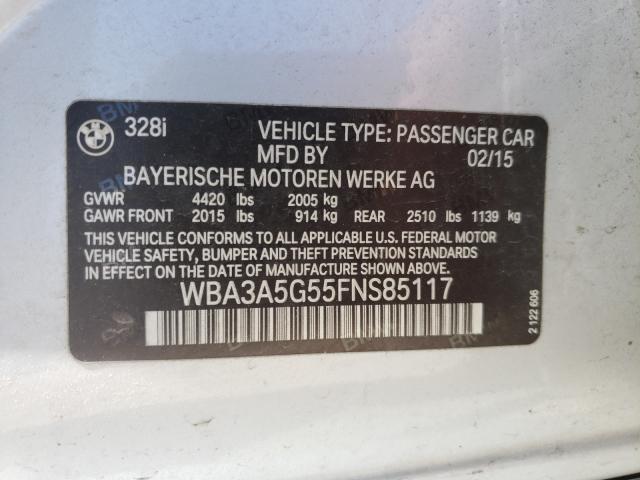 328i VEHICLE TYPE: PASSENGER CAR
MFD BY 02/15
BAYERISCHE MOTOREN WERKE AG
GVWR 4420 lbs 2005 kg
GAWR FRONT 2015 lbs 914 kg REAR 2510 lbs 1139 kg
THIS VEHICLE CONFORMS TO ALL APPLICABLE U.S. FEDERAL MOTOR
VEHICLE SAFETY, BUMPER AND THEFT PREVENTION STANDARDS
IN EFFECT ON THE DATE OF MANUFACTURE SHOWN ABOVE.
WBA3A5G55FNS85117
2 122 606